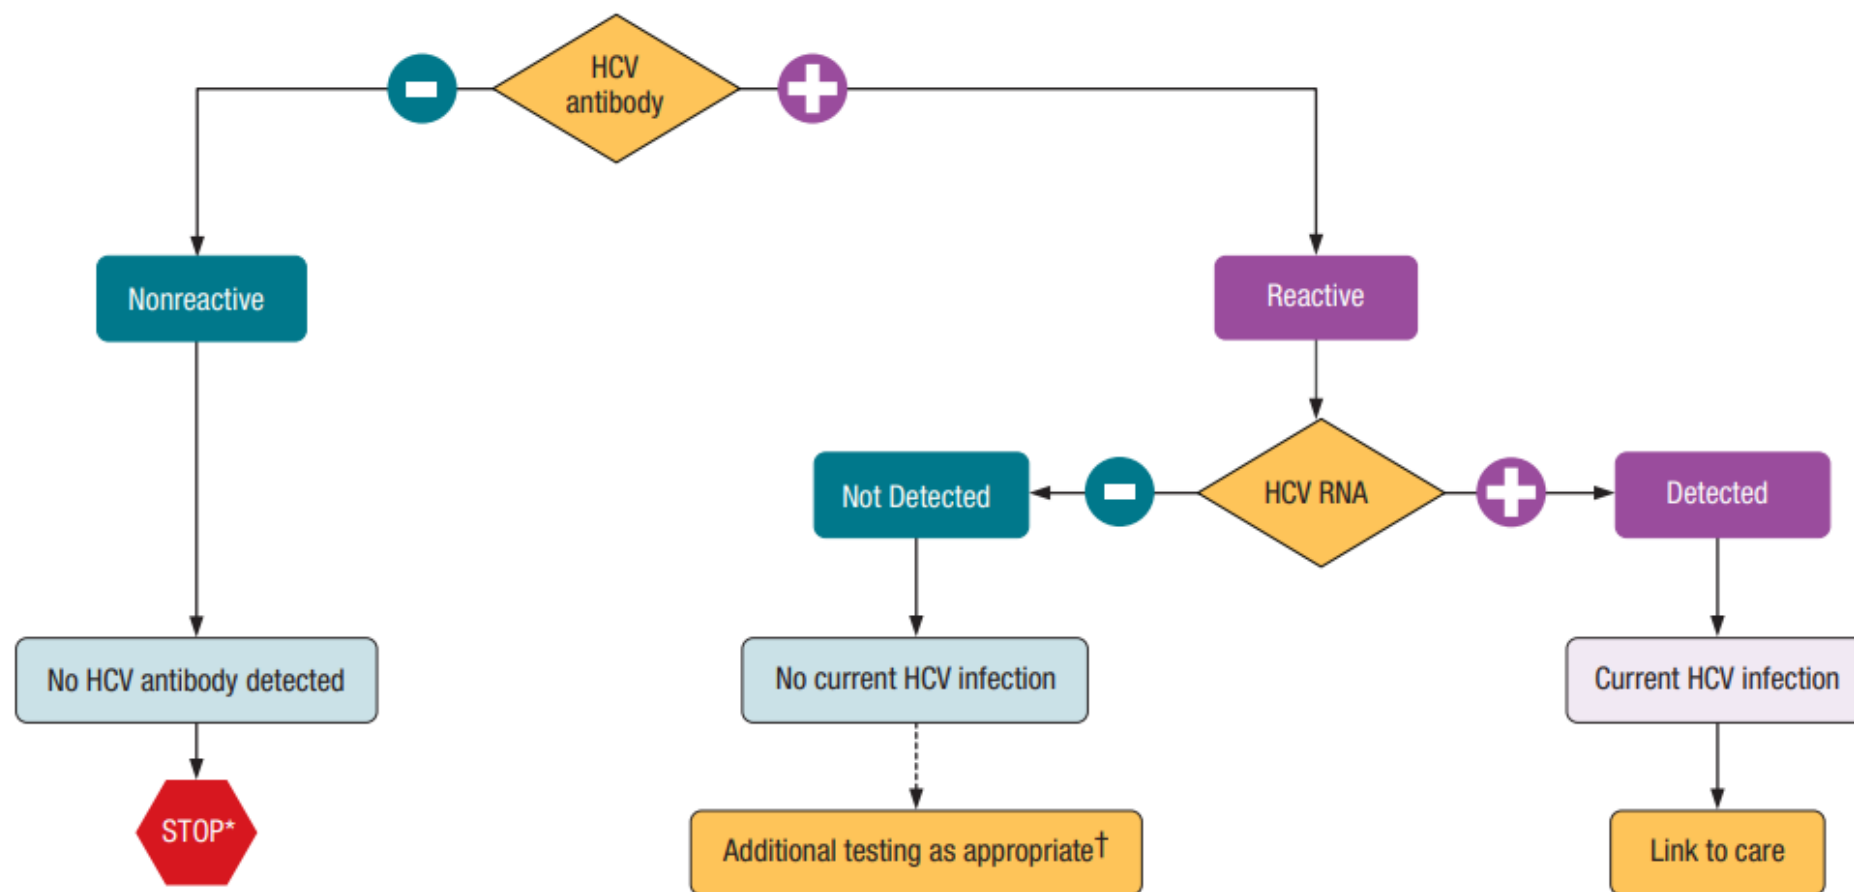 HCV
antibody
Nonreactive
Reactive
Not Detected
HCV RNA
Detected
No HCV antibody detected
No current HCV infection
Current HCV infection
STOP*
Additional testing as appropriate†
Link to care